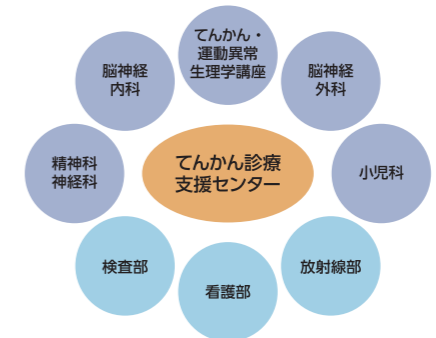 てんかん・
運動異常
生理学講座
脳神経
内科
脳神経
外科
精神科
神経科
てんかん診療
支援センター
小児科
検査部
看護部
放射線部